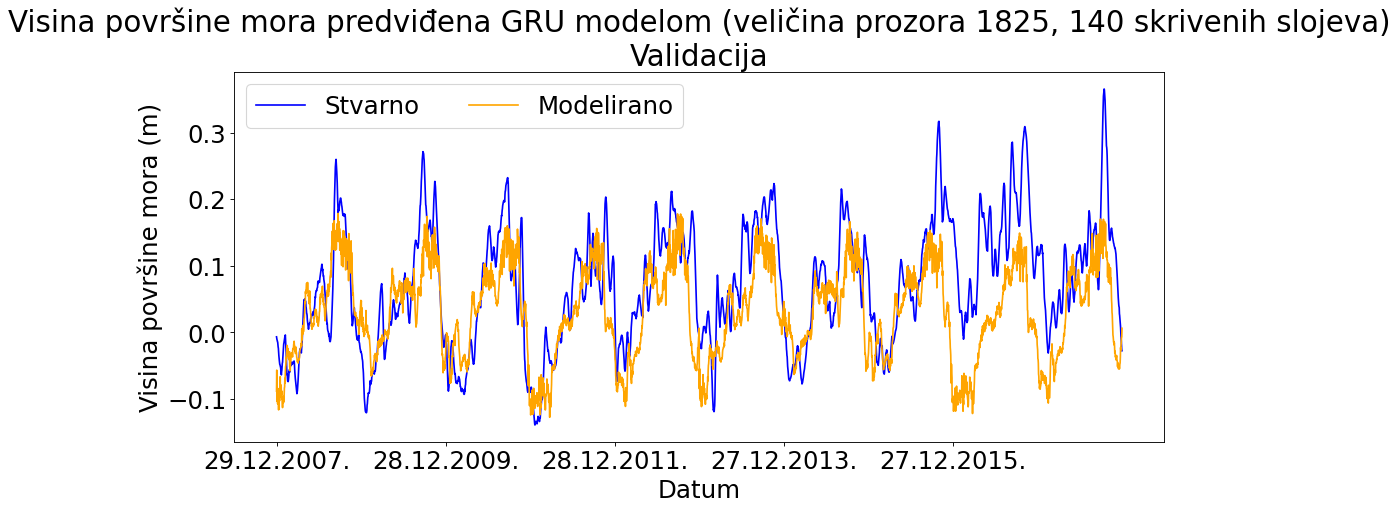 Visina površine mora predviđena GRU modelom (veličina prozora 1825, 140 skrivenih slojeva)
Validacija
Stvarno
Modelirano
Visina površine mora (m)
0.3
0.2
0.1
0.0
−0.1
29.12.2007.
28.12.2009.
28.12.2011.
27.12.2013.
27.12.2015.
Datum